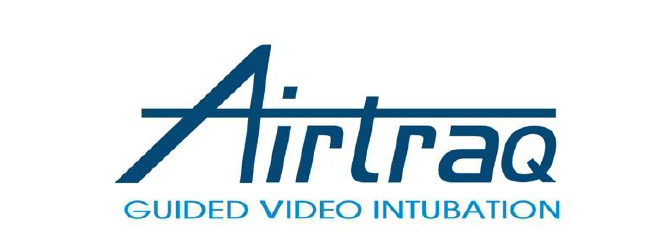 Airtraq
GUIDED VIDEO INTUBATION